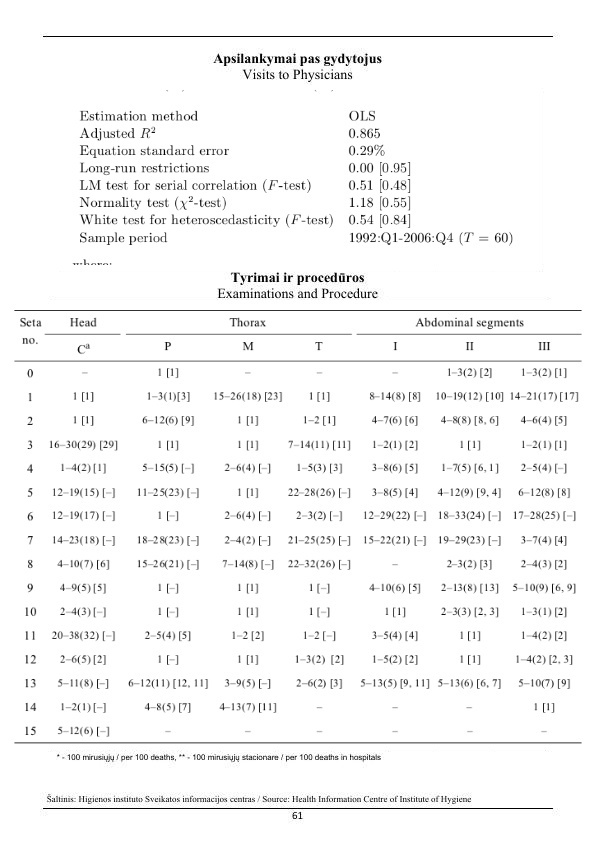 Apsilankymai pas gydytojus
Visits to Physicians
Estimation method OLS
Adjusted R² 0.865
Equation standard error 0.29%
Long-run restrictions 0.00 [0.95]
LM test for serial correlation (F-test) 0.51 [0.48]
Normality test (χ²-test) 1.18 [0.55]
White test for heteroscedasticity (F-test) 0.54 [0.84]
Sample period 1992:Q1-2006:Q4 (T = 60)
where:
Tyrimai ir procedūros
Examinations and Procedure
Seta no. Head Thorax Abdominal segments
Cᵃ P M T I II III
0 – 1 [1] – – – 1–3(2) [2] 1–3(2) [1]
1 1 [1] 1–3(1)[3] 15–26(18) [23] 1 [1] 8–14(8) [8] 10–19(12) [10] 14–21(17) [17]
2 1 [1] 6–12(6) [9] 1 [1] 1–2 [1] 4–7(6) [6] 4–8(8) [8, 6] 4–6(4) [5]
3 16–30(29) [29] 1 [1] 1 [1] 7–14(11) [11] 1–2(1) [2] 1 [1] 1–2(1) [1]
4 1–4(2) [1] 5–15(5) [–] 2–6(4) [–] 1–5(3) [3] 3–8(6) [5] 1–7(5) [6, 1] 2–5(4) [–]
5 12–19(15) [–] 11–25(23) [–] 1 [1] 22–28(26) [–] 3–8(5) [4] 4–12(9) [9, 4] 6–12(8) [8]
6 12–19(17) [–] 1 [–] 2–6(4) [–] 2–3(2) [–] 12–29(22) [–] 18–33(24) [–] 17–28(25) [–]
7 14–23(18) [–] 18–28(23) [–] 2–4(2) [–] 21–25(25) [–] 15–22(21) [–] 19–29(23) [–] 3–7(4) [4]
8 4–10(7) [6] 15–26(21) [–] 7–14(8) [–] 22–32(26) [–] – 2–3(2) [3] 2–4(3) [2]
9 4–9(5) [5] 1 [–] 1 [1] 1 [–] 4–10(6) [5] 2–13(8) [13] 5–10(9) [6, 9]
10 2–4(3) [–] 1 [–] 1 [1] 1 [–] 1 [1] 2–3(3) [2, 3] 1–3(1) [2]
11 20–38(32) [–] 2–5(4) [5] 1–2 [2] 1–2 [–] 3–5(4) [4] 1 [1] 1–4(2) [2]
12 2–6(5) [2] 1 [–] 1 [1] 1–3(2) [2] 1–5(2) [2] 1 [1] 1–4(2) [2, 3]
13 5–11(8) [–] 6–12(11) [12, 11] 3–9(5) [–] 2–6(2) [3] 5–13(5) [9, 11] 5–13(6) [6, 7] 5–10(7) [9]
14 1–2(1) [–] 4–8(5) [7] 4–13(7) [11] – – – 1 [1]
15 5–12(6) [–] – – – – – –
* - 100 mirusiųjų / per 100 deaths, ** - 100 mirusiųjų stacionare / per 100 deaths in hospitals
Šaltinis: Higienos instituto Sveikatos informacijos centras / Source: Health Information Centre of Institute of Hygiene
61